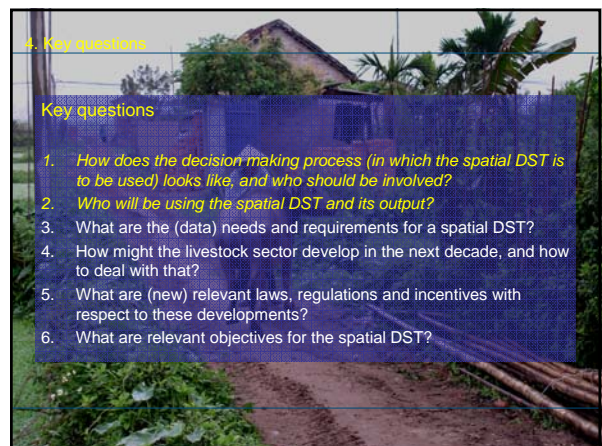 4. Key questions
Key questions
1. How does the decision making process (in which the spatial DST is
to be used) looks like, and who should be involved?
2. Who will be using the spatial DST and its output?
3. What are the (data) needs and requirements for a spatial DST?
4. How might the livestock sector develop in the next decade, and how
to deal with that?
5. What are (new) relevant laws, regulations and incentives with
respect to these developments?
6. What are relevant objectives for the spatial DST?